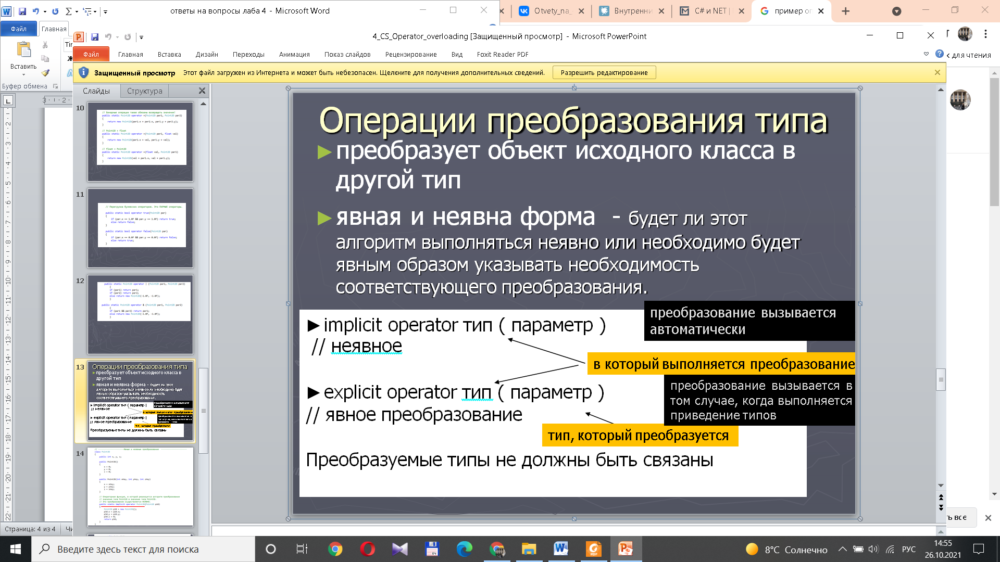 ответы на вопросы лаба 4 - Microsoft Word
Otvety_na_
Внутренни
C# и NET |
пример оп
Файл
Главная
4_CS_Operator_overloading [Защищенный просмотр] - Microsoft PowerPoint
Вставить
Буфер обмена
Файл
Главная
Вставка
Дизайн
Переходы
Анимация
Показ слайдов
Рецензирование
Вид
Foxit Reader PDF
для чтения
Защищенный просмотр
Этот файл загружен из Интернета и может быть небезопасен. Щелкните для получения дополнительных сведений.
Разрешить редактирование
Слайды
Структура
10
11
12
13
14
Операции преобразования типа
►преобразует объект исходного класса в
другой тип
►явная и неявна форма - будет ли этот
алгоритм выполняться неявно или необходимо будет
явным образом указывать необходимость
соответствующего преобразования.
►implicit operator тип ( параметр )
// неявное
преобразование вызывается
автоматически
в который выполняется преобразование
►explicit operator тип ( параметр )
// явное преобразование
преобразование вызывается в
том случае, когда выполняется
приведение типов
тип, который преобразуется
Преобразуемые типы не должны быть связаны
Страница: 4 из 4
ть все
Введите здесь текст для поиска
8°C Солнечно
РУС
14:55
26.10.2021